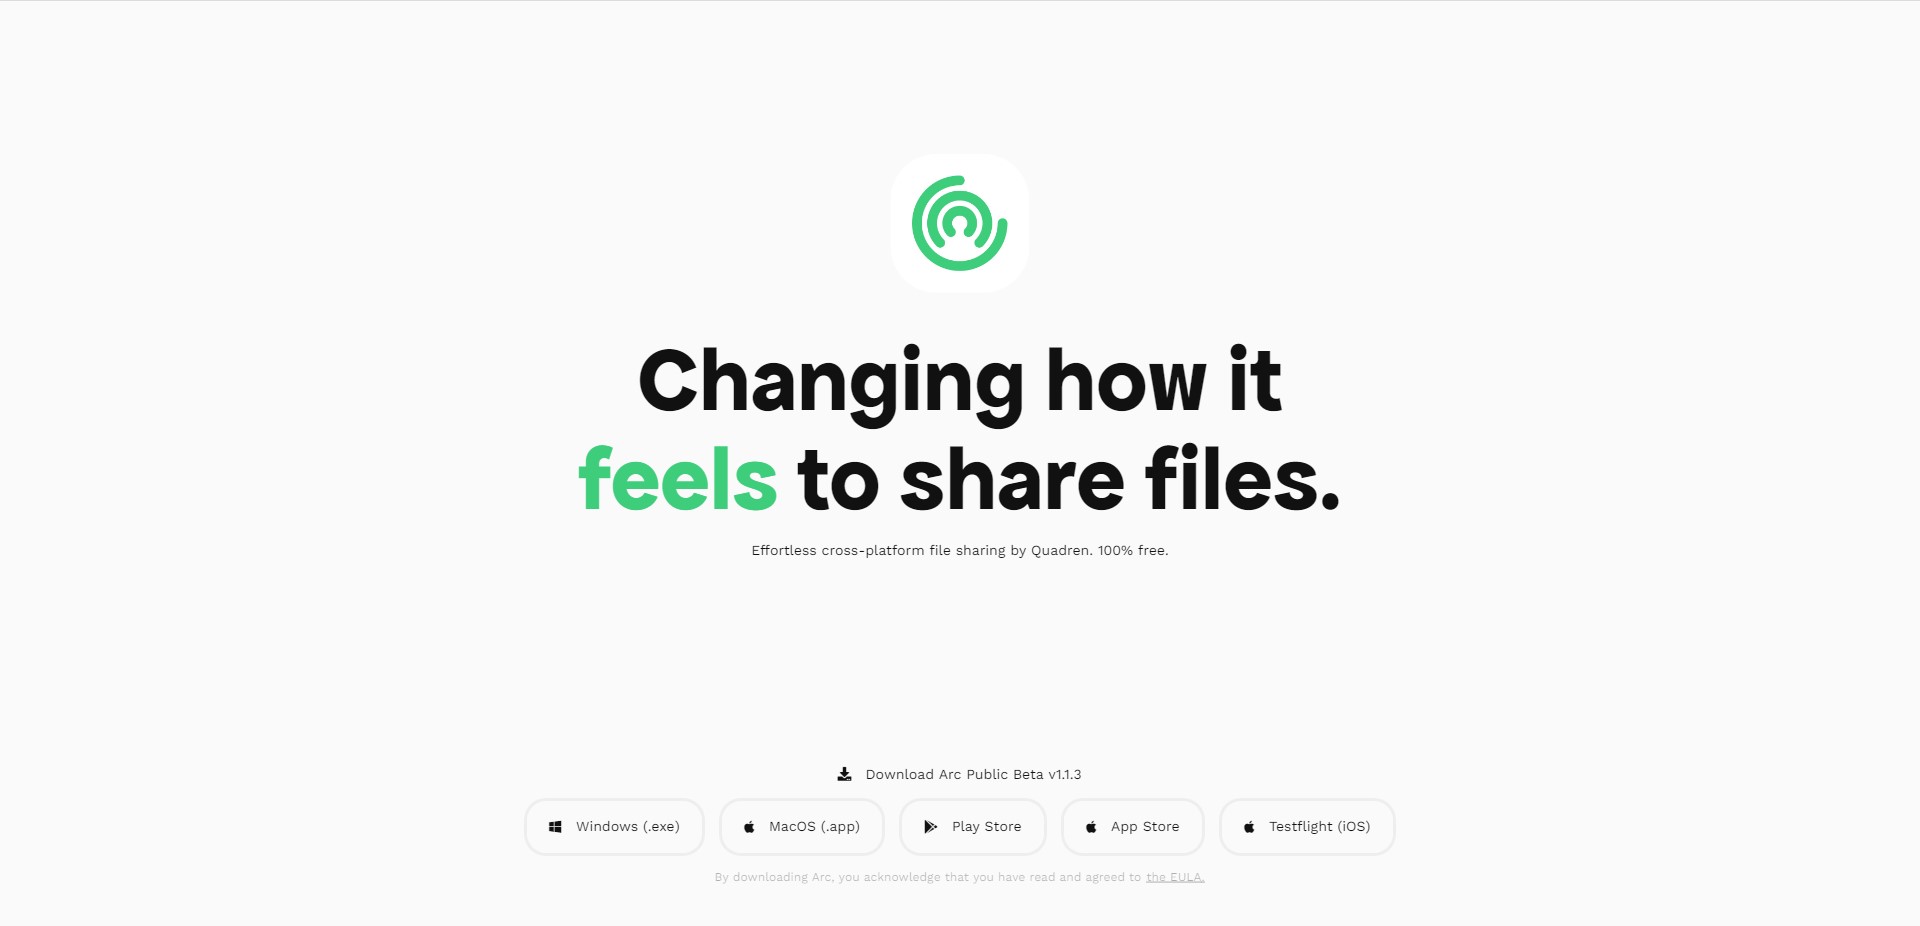 Changing how it
feels to share files.
Effortless cross-platform file sharing by Quadren. 100% free.
Download Arc Public Beta v1.1.3
Windows (.exe)
MacOS (.app)
Play Store
App Store
Testflight (iOS)
By downloading Arc, you acknowledge that you have read and agreed to the EULA.